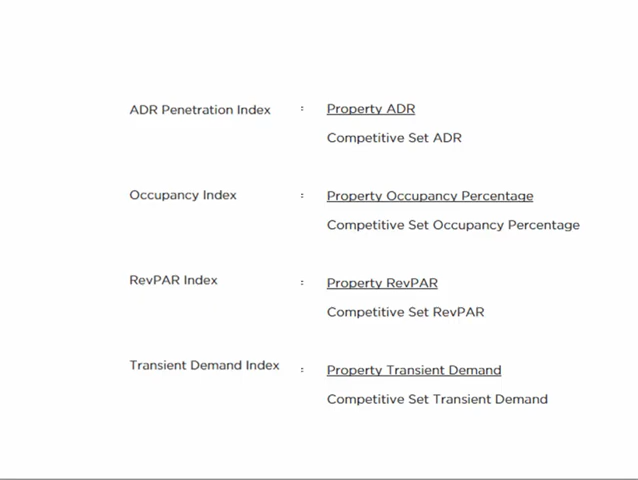 ADR Penetration Index : Property ADR
Competitive Set ADR
Occupancy Index : Property Occupancy Percentage
Competitive Set Occupancy Percentage
RevPAR Index : Property RevPAR
Competitive Set RevPAR
Transient Demand Index : Property Transient Demand
Competitive Set Transient Demand